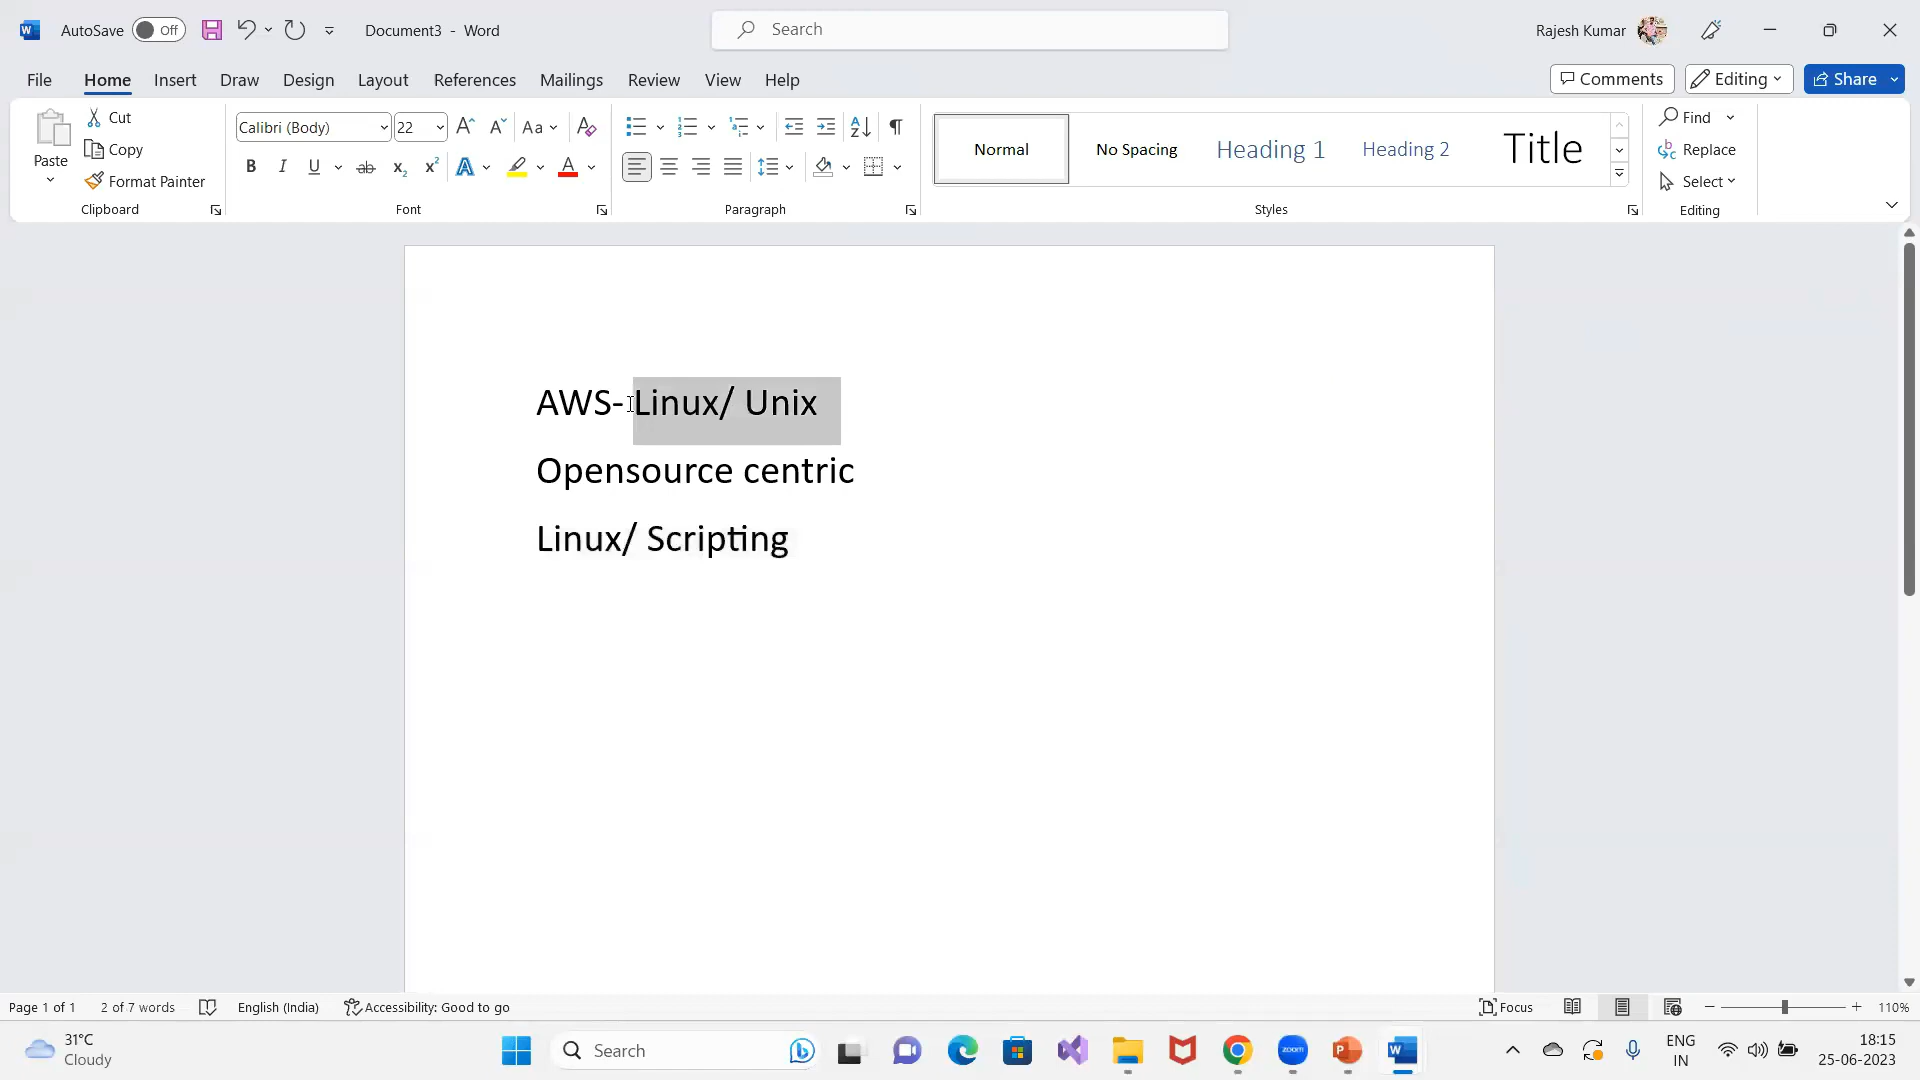 AutoSave Off Document3 - Word Search Rajesh Kumar
File Home Insert Draw Design Layout References Mailings Review View Help Comments Editing Share
Paste Cut Copy Format Painter
Clipboard
Calibri (Body) 22
Font
Paragraph
Normal No Spacing Heading 1 Heading 2 Title
Styles
Find
Replace
Select
Editing
AWS- Linux/ Unix
Opensource centric
Linux/ Scripting
Page 1 of 1 2 of 7 words English (India) Accessibility: Good to go Focus 110%
31°C
Cloudy
Search
zoom
ENG
IN
18:15
25-06-2023